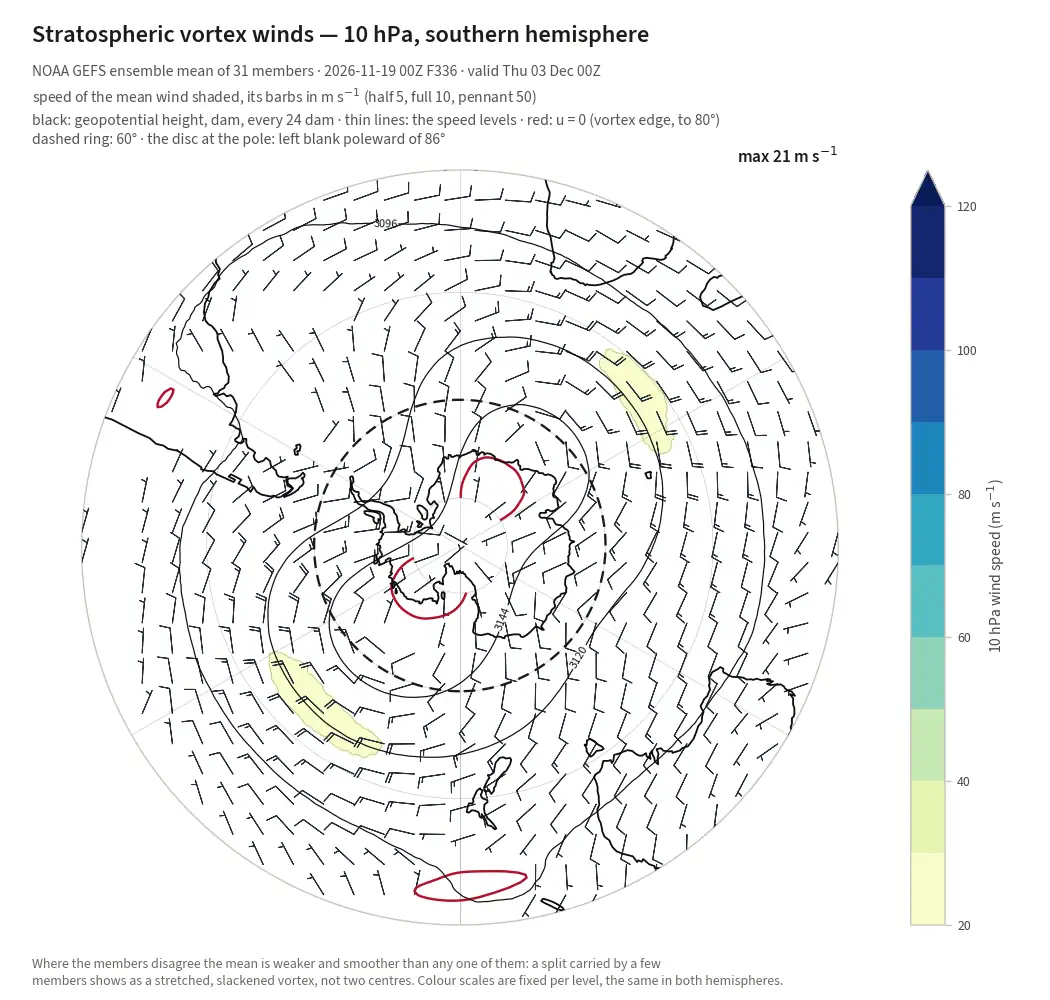 Stratospheric vortex winds — 10 hPa, southern hemisphere
NOAA GEFS ensemble mean of 31 members · 2026-11-19 00Z F336 · valid Thu 03 Dec 00Z
speed of the mean wind shaded, its barbs in m s⁻¹ (half 5, full 10, pennant 50)
black: geopotential height, dam, every 24 dam · thin lines: the speed levels · red: u = 0 (vortex edge, to 80°)
dashed ring: 60° · the disc at the pole: left blank poleward of 86°
max 21 m s⁻¹
3096
3144
3120
120
100
80
60
40
20
10 hPa wind speed (m s⁻¹)
Where the members disagree the mean is weaker and smoother than any one of them: a split carried by a few
members shows as a stretched, slackened vortex, not two centres. Colour scales are fixed per level, the same in both hemispheres.